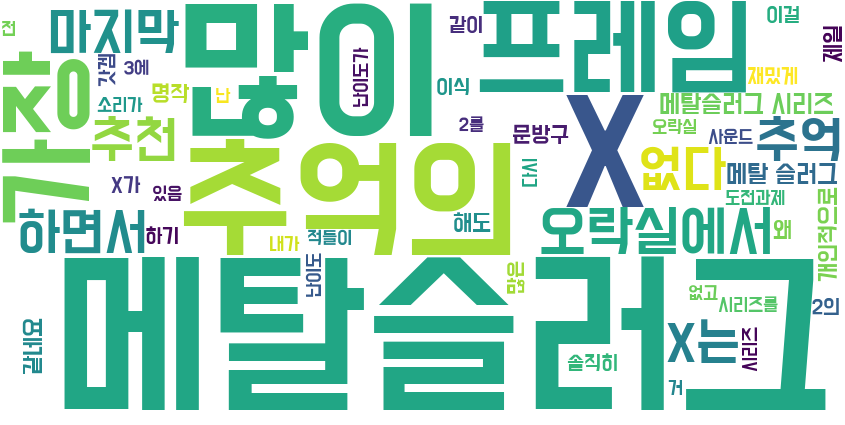 전
마지막
갓겜
3에
많이
난이도가
같이
프레임
이걸
제일
가장
명작
소리가
난
이식
재밌게
메탈슬러그 시리즈
추천
2를
문방구
오락실
사운드
추억
X
없다
메탈 슬러그
X가
있음
추억의
다시
도전과제
개인적으로
하면서
하기
내가
적들이
해도
오락실에서
왜
난이도
많은
없고
시리즈를
2의
메탈슬러그
같네요
솔직히
X는
시리즈
거